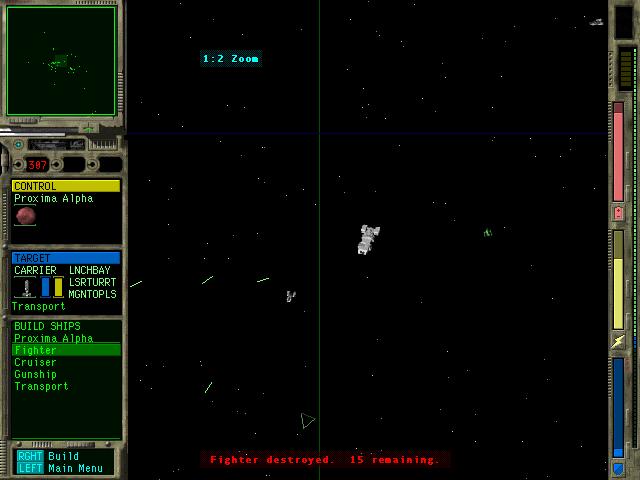 1:2 Zoom
307
CONTROL
Proxima Alpha
TARGET
CARRIER LNCHBAY
LSRTURRT
MGNTOPLS
Transport
BUILD SHIPS
Proxima Alpha
Fighter
Cruiser
Gunship
Transport
RGHT Build
LEFT Main Menu
Fighter destroyed. 15 remaining.